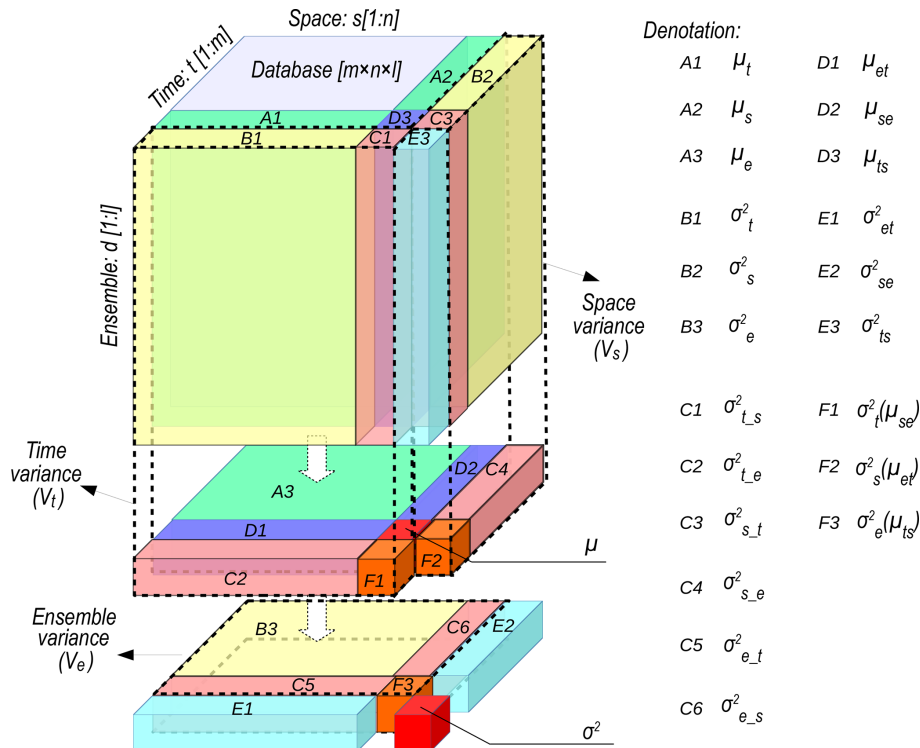 Space: s[1:n]
Time: t [1:m]
Database [m×n×l]
A2
B2
A1
D3
C3
B1
C1
E3
Ensemble: d [1:l]
Space
variance
(Vs)
Time
variance
(Vt)
D2
C4
A3
D1
μ
C2
F1
F2
Ensemble
variance
(Ve)
B3
C6
E2
C5
F3
E1
σ²
Denotation:
A1 μt D1 μet
A2 μs D2 μse
A3 μe D3 μts
B1 σ²t E1 σ²et
B2 σ²s E2 σ²se
B3 σ²e E3 σ²ts
C1 σ²t_s F1 σ²t(μse)
C2 σ²t_e F2 σ²s(μet)
C3 σ²s_t F3 σ²e(μts)
C4 σ²s_e
C5 σ²e_t
C6 σ²e_s